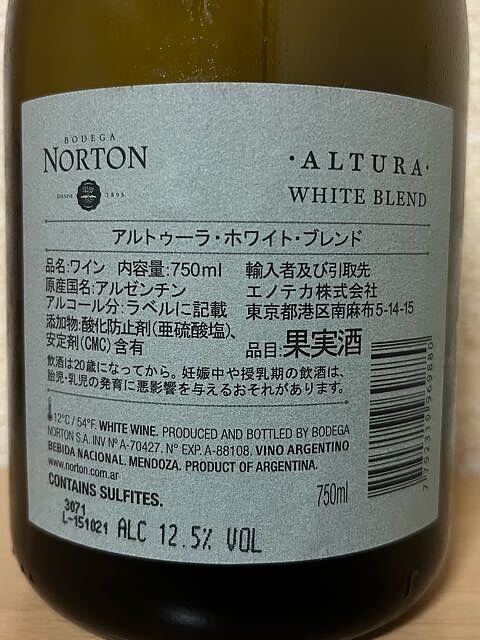 BODEGA
NORTON
DESDE 1895
·ALTURA·
WHITE BLEND
アルトゥーラ・ホワイト・ブレンド
品名:ワイン 内容量:750ml
原産国名:アルゼンチン
アルコール分:ラベルに記載
添加物:酸化防止剤(亜硫酸塩)、
安定剤(CMC)含有
輸入者及び引取先
エノテカ株式会社
東京都港区南麻布5-14-15
品目:果実酒
飲酒は20歳になってから。妊娠中や授乳期の飲酒は、
胎児・乳児の発育に悪影響を与えるおそれがあります。
12°C / 54°F. WHITE WINE. PRODUCED AND BOTTLED BY BODEGA
NORTON S.A. INV Nº A-70427. Nº EXP. A-88108. VINO ARGENTINO
BEBIDA NACIONAL. MENDOZA. PRODUCT OF ARGENTINA.
www.norton.com.ar
CONTAINS SULFITES.
750ml
3071
L-151021 ALC 12.5% VOL
7 792319 969880